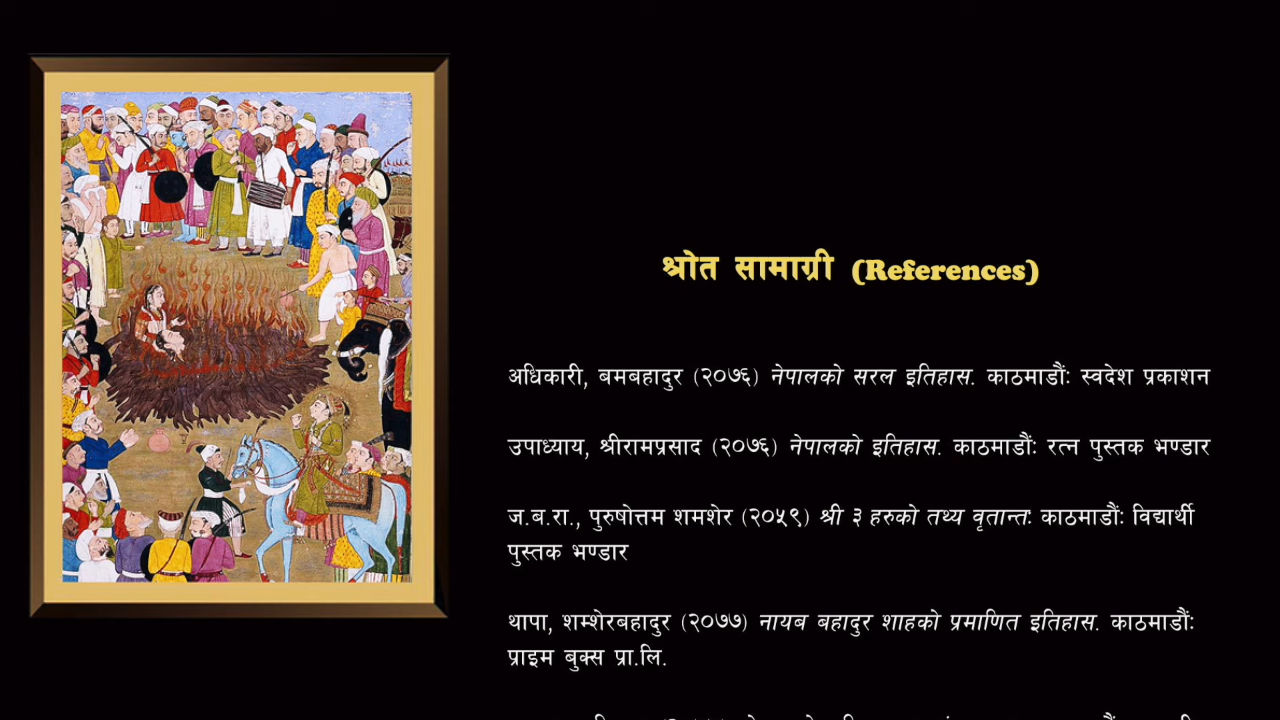 श्रोत सामाग्री (References)
अधिकारी, बमबहादुर (२०७६) नेपालको सरल इतिहास. काठमाडौंः स्वदेश प्रकाशन
उपाध्याय, श्रीरामप्रसाद (२०७६) नेपालको इतिहास. काठमाडौंः रत्न पुस्तक भण्डार
ज.ब.रा., पुरुषोत्तम शमशेर (२०५९) श्री ३ हरुको तथ्य वृतान्तः काठमाडौंः विद्यार्थी
पुस्तक भण्डार
थापा, शम्शेरबहादुर (२०७७) नायब बहादुर शाहको प्रमाणित इतिहास. काठमाडौंः
प्राइम बुक्स प्रा.लि.